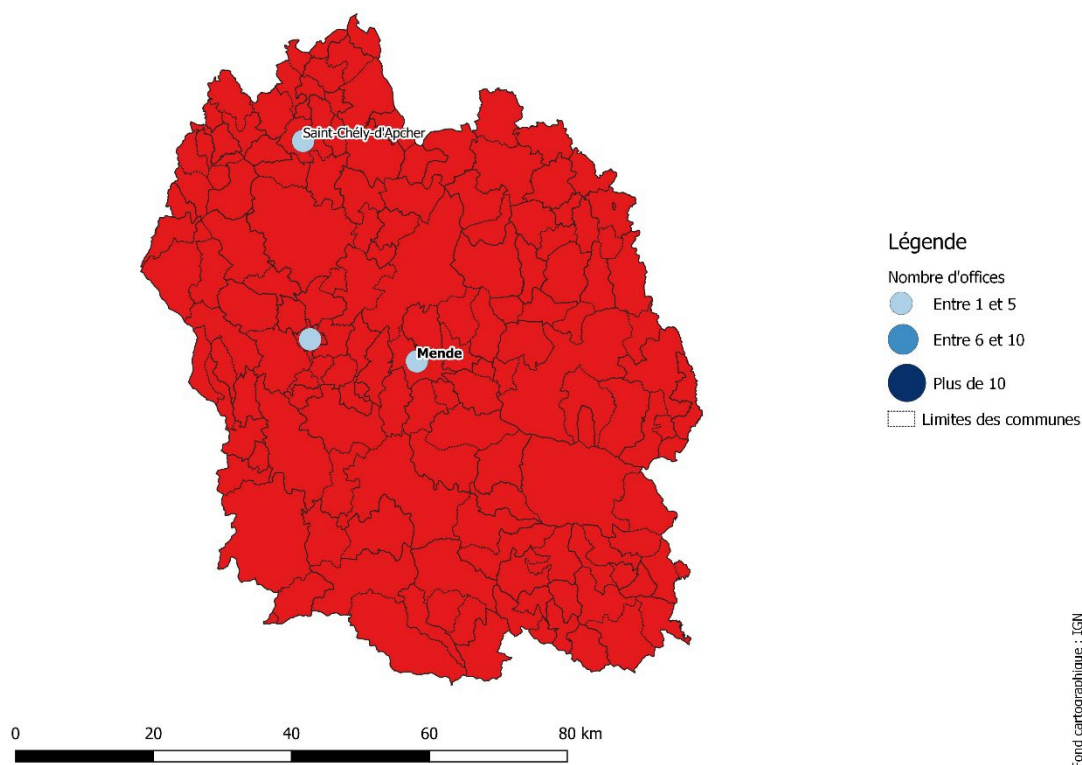 Saint-Chély-d'Apcher
Mende
Légende
Nombre d'offices
Entre 1 et 5
Entre 6 et 10
Plus de 10
Limites des communes
0 20 40 60 80 km
Fond cartographique : IGN